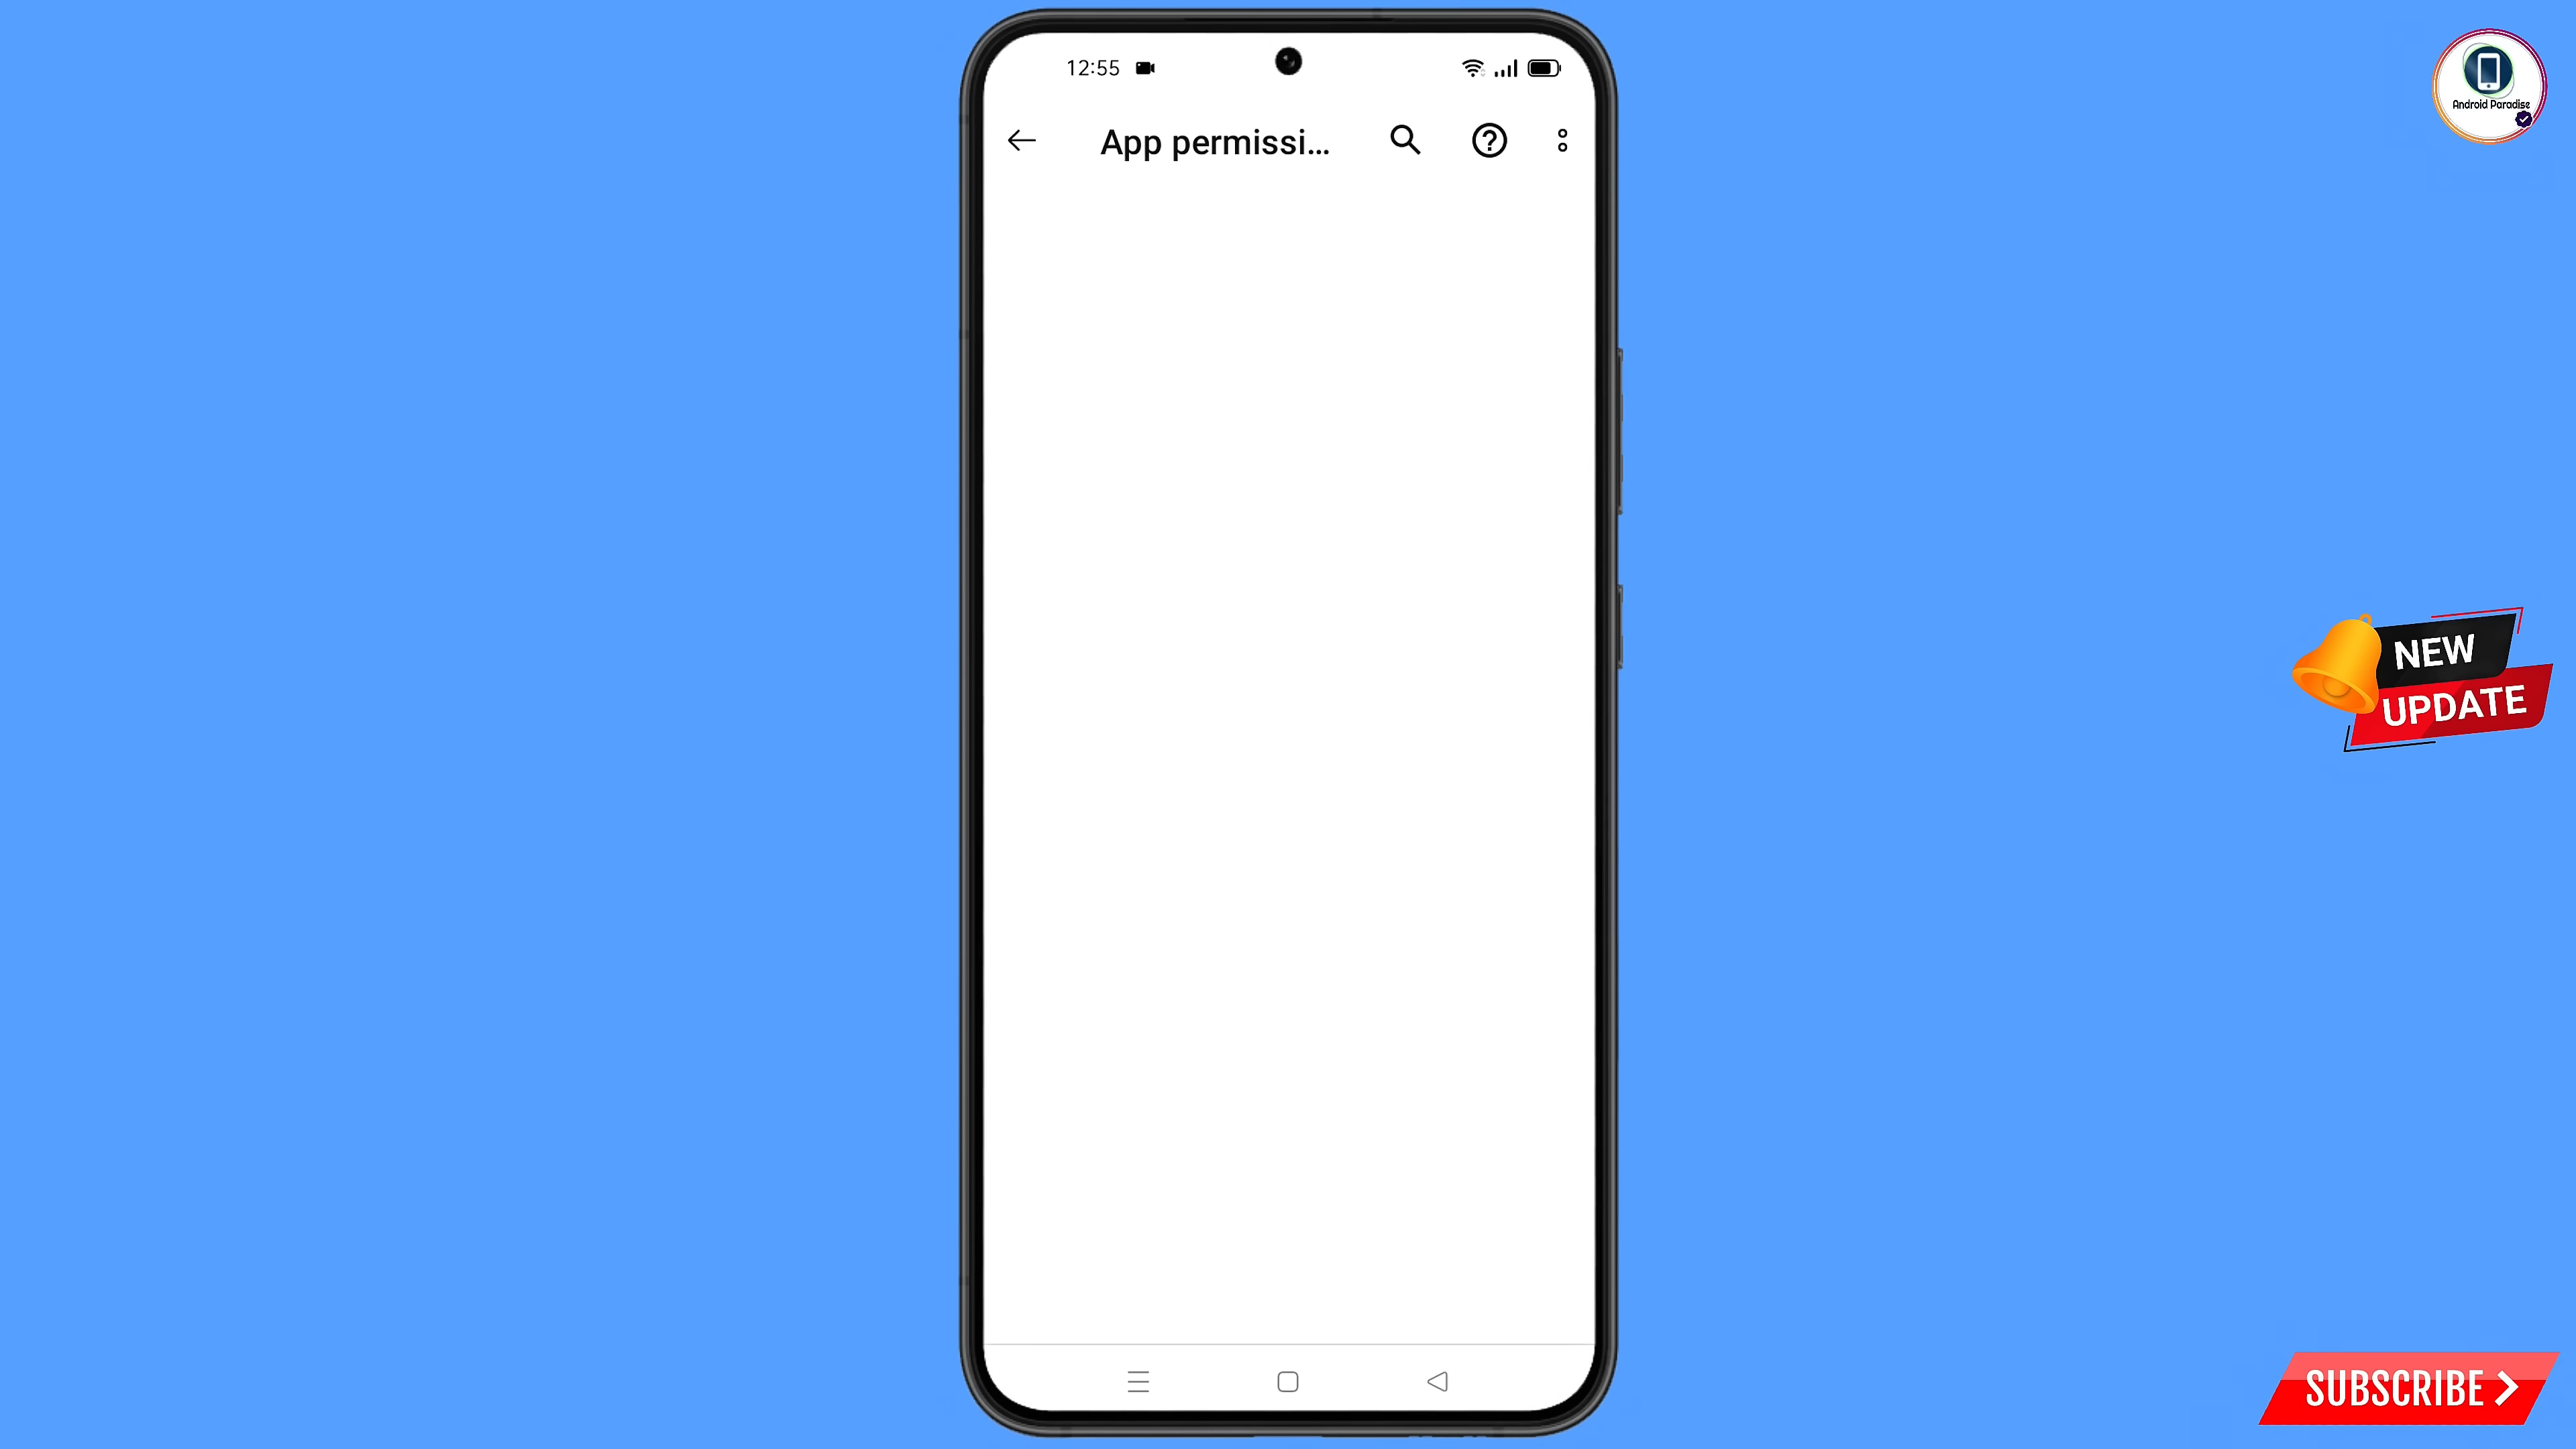 12:55
App permissi...
Android Paradise
NEW
UPDATE
SUBSCRIBE